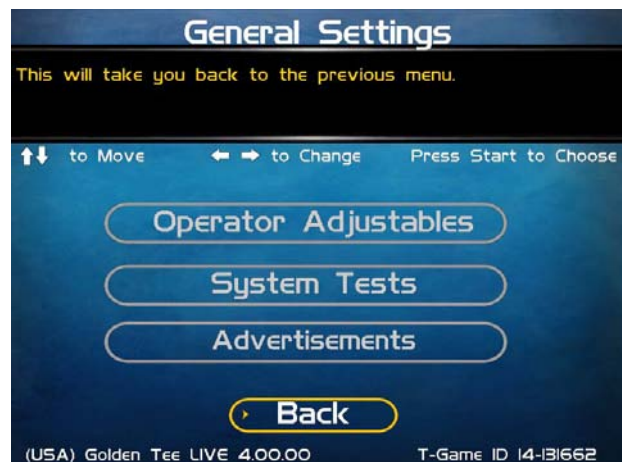 General Settings
This will take you back to the previous menu.
to Move to Change Press Start to Choose
Operator Adjustables
System Tests
Advertisements
Back
(USA) Golden Tee LIVE 4.00.00 T-Game ID 14-131662